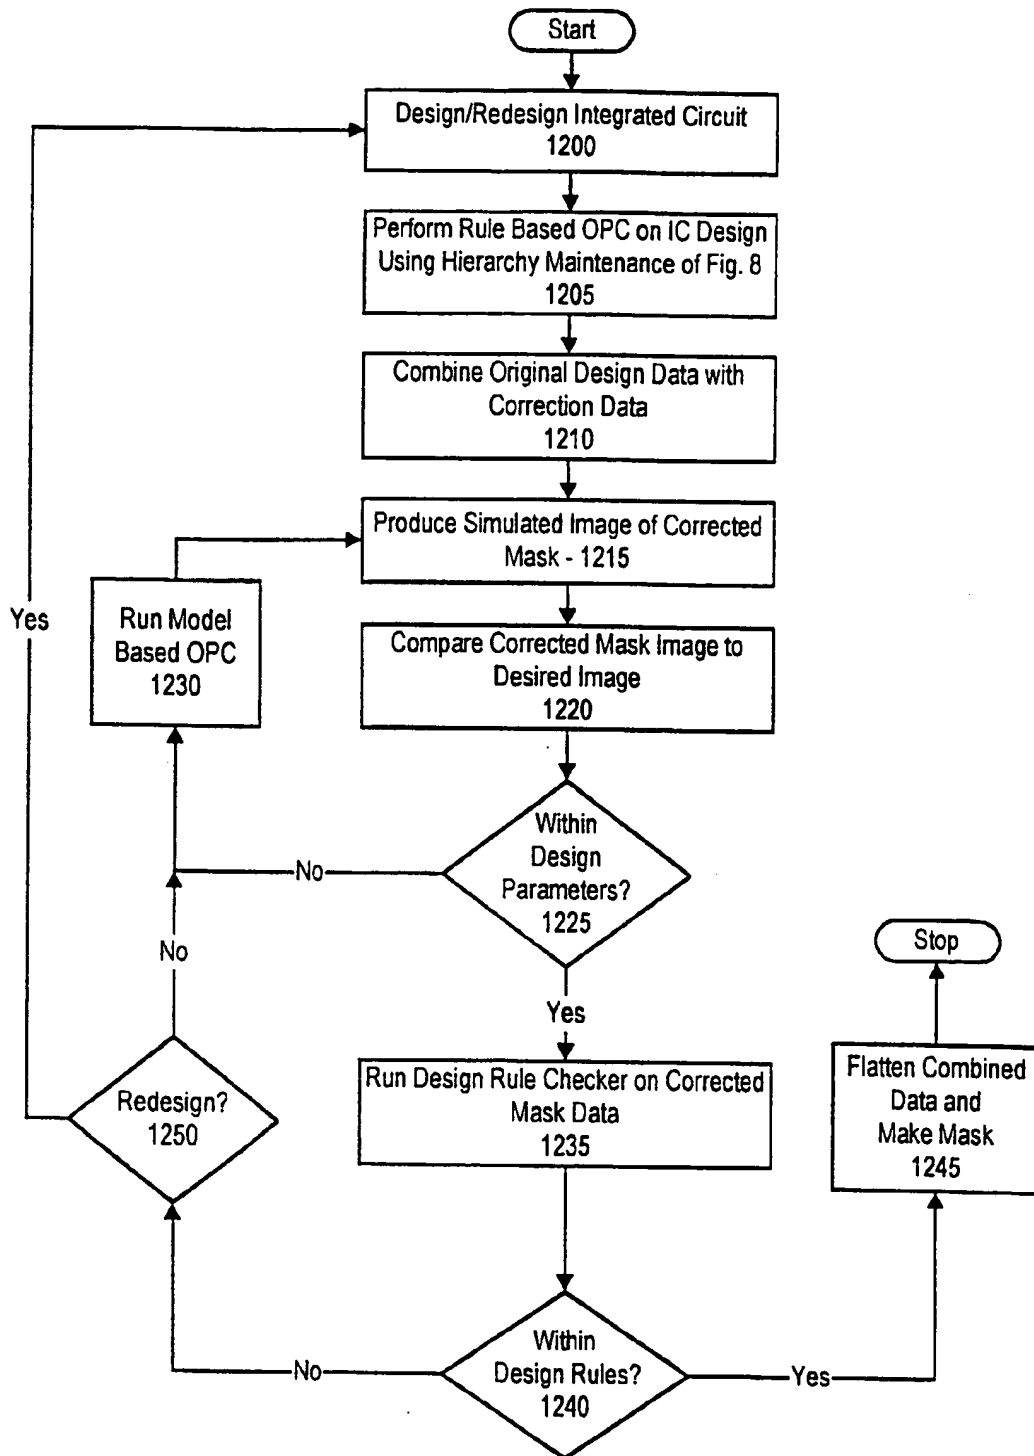 Start
Design/Redesign Integrated Circuit
1200
Perform Rule Based OPC on IC Design
Using Hierarchy Maintenance of Fig. 8
1205
Combine Original Design Data with
Correction Data
1210
Produce Simulated Image of Corrected
Mask - 1215
Run Model
Based OPC
1230
Yes
Compare Corrected Mask Image to
Desired Image
1220
Within
Design
Parameters?
1225
No
No
Yes
Stop
Redesign?
1250
Run Design Rule Checker on Corrected
Mask Data
1235
Flatten Combined
Data and
Make Mask
1245
Within
Design Rules?
1240
No
Yes